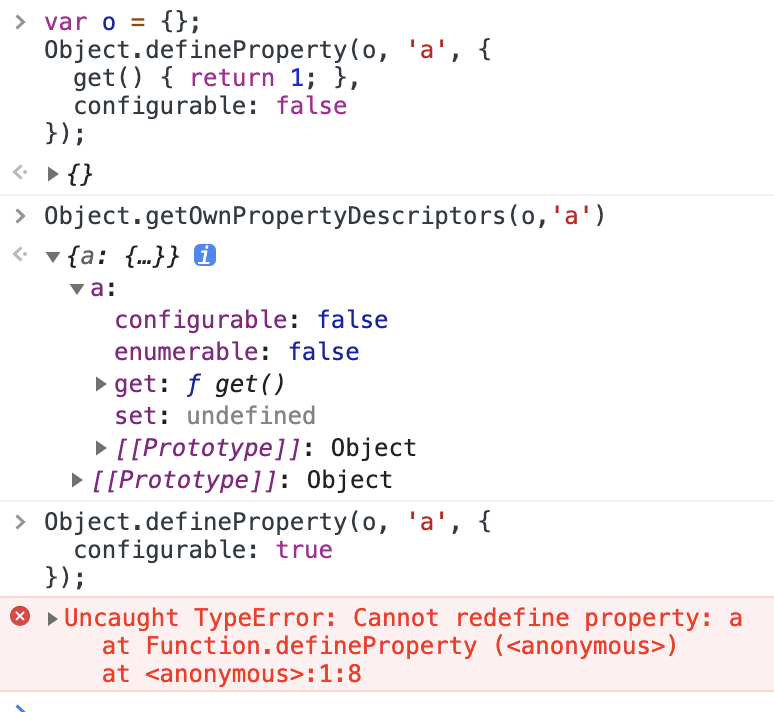 > var o = {};
Object.defineProperty(o, 'a', {
  get() { return 1; },
  configurable: false
});
<· ▶ {}
> Object.getOwnPropertyDescriptors(o,'a')
<· ▼ {a: {…}} i
▼ a:
configurable: false
enumerable: false
▶ get: ƒ get()
set: undefined
▶ [[Prototype]]: Object
▶ [[Prototype]]: Object
> Object.defineProperty(o, 'a', {
  configurable: true
});
▶ Uncaught TypeError: Cannot redefine property: a
at Function.defineProperty (<anonymous>)
at <anonymous>:1:8
>